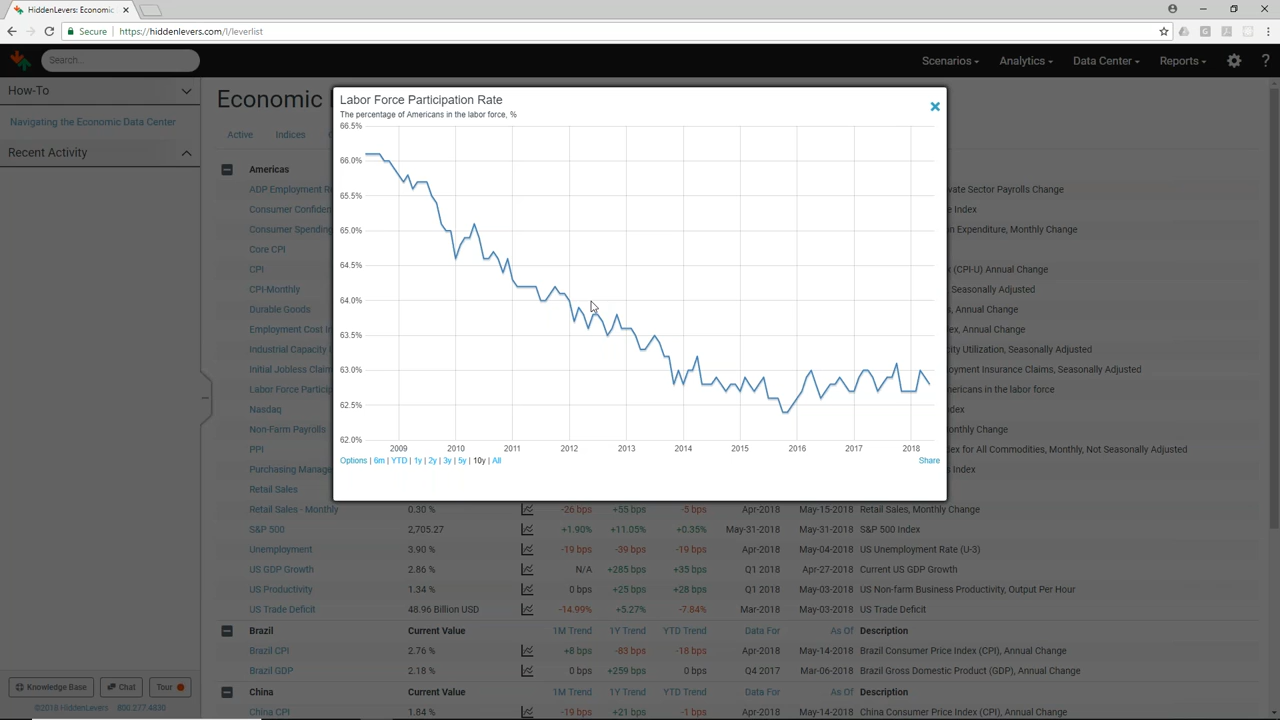 HiddenLevers: Economic
Secure
https://hiddenlevers.com/l/leverlist
Search...
Scenarios
Analytics
Data Center
Reports
?
How-To
Navigating the Economic Data Center
Recent Activity
Economic
Active
Indices
Labor Force Participation Rate
The percentage of Americans in the labor force, %
66.5%
66.0%
65.5%
65.0%
64.5%
64.0%
63.5%
63.0%
62.5%
62.0%
2009 2010 2011 2012 2013 2014 2015 2016 2017 2018
Options | 6m | YTD | 1y | 2y | 3y | 5y | 10y | All
Share
Americas
ADP Employment R vate Sector Payrolls Change
Consumer Confiden e Index
Consumer Spending n Expenditure, Monthly Change
Core CPI
CPI (CPI-U) Annual Change
CPI-Monthly Seasonally Adjusted
Durable Goods s, Annual Change
Employment Cost I ex, Annual Change
Industrial Capacity city Utilization, Seasonally Adjusted
Initial Jobless Claim oyment Insurance Claims, Seasonally Adjusted
Labor Force Particip mericans in the labor force
Nasdaq dex
Non-Farm Payrolls onthly Change
PPI ex for All Commodities, Monthly, Not Seasonally Adjusted
Purchasing Manage s Index
Retail Sales
Retail Sales - Monthly 0.30 % -26 bps +55 bps -5 bps Apr-2018 May-15-2018 Retail Sales, Monthly Change
S&P 500 2,705.27 +1.90% +11.05% +0.35% May-31-2018 May-31-2018 S&P 500 Index
Unemployment 3.90 % -19 bps -39 bps -19 bps Apr-2018 May-04-2018 US Unemployment Rate (U-3)
US GDP Growth 2.86 % N/A +285 bps +35 bps Q1 2018 Apr-27-2018 Current US GDP Growth
US Productivity 1.34 % 0 bps +25 bps +28 bps Q1 2018 May-03-2018 US Non-farm Business Productivity, Output Per Hour
US Trade Deficit 48.96 Billion USD -14.99% +5.27% -7.84% Mar-2018 May-03-2018 US Trade Deficit
Brazil Current Value 1M Trend 1Y Trend YTD Trend Data For As Of Description
Brazil CPI 2.76 % +8 bps -83 bps -18 bps Apr-2018 May-14-2018 Brazil Consumer Price Index (CPI), Annual Change
Brazil GDP 2.18 % 0 bps +259 bps 0 bps Q4 2017 Mar-06-2018 Brazil Gross Domestic Product (GDP), Annual Change
China Current Value 1M Trend 1Y Trend YTD Trend Data For As Of Description
China CPI 1.84 % -19 bps +21 bps -1 bps Apr-2018 May-14-2018 China Consumer Price Index (CPI), Annual Change
Knowledge Base
Chat
Tour
©2018 HiddenLevers 800.277.4830